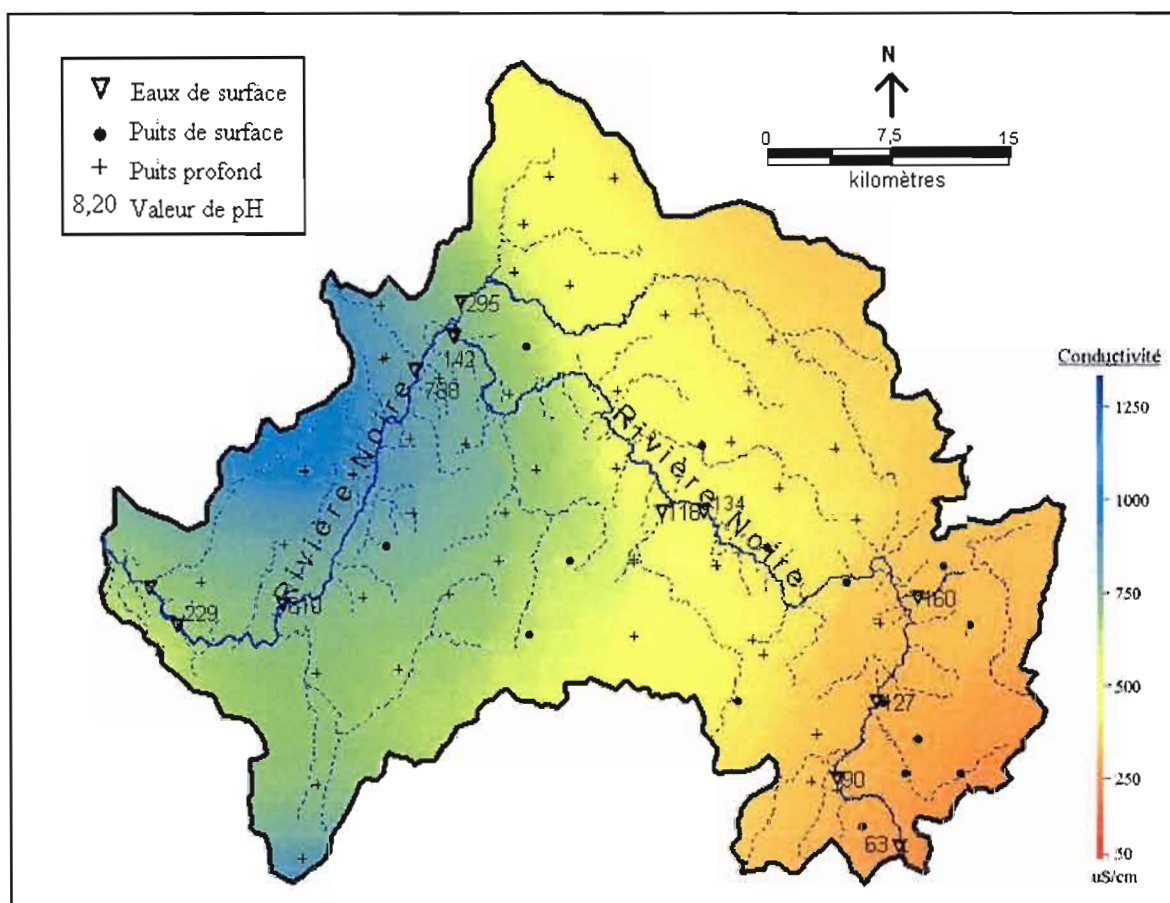 Eaux de surface
Puits de surface
Puits profond
8,20 Valeur de pH
N
0 7,5 15
kilomètres
295
142
788
Rivière Noire
Rivière Noire
118
134
229
610
160
127
90
63
Conductivité
1250
1000
750
500
250
50
uS/cm